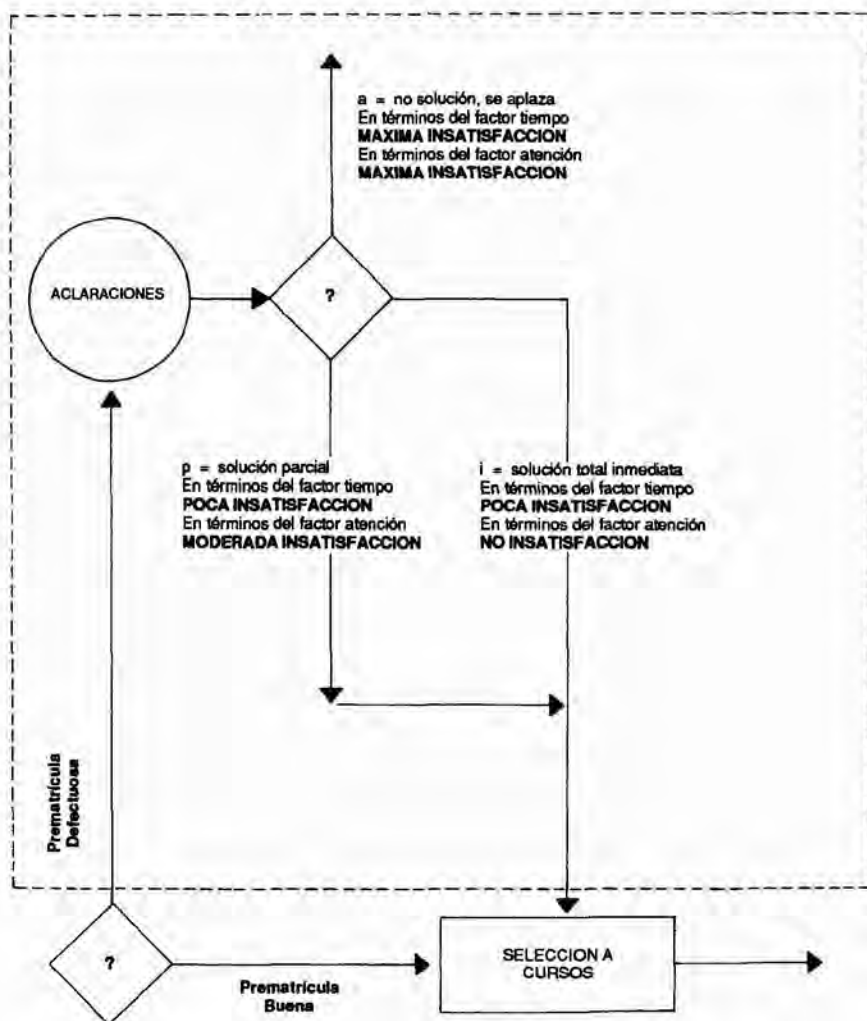 a = no solución, se aplaza
En términos del factor tiempo
MAXIMA INSATISFACCION
En términos del factor atención
MAXIMA INSATISFACCION
ACLARACIONES
?
p = solución parcial
En términos del factor tiempo
POCA INSATISFACCION
En términos del factor atención
MODERADA INSATISFACCION
i = solución total inmediata
En términos del factor tiempo
POCA INSATISFACCION
En términos del factor atención
NO INSATISFACCION
Prematrícula
Defectuosa
?
Prematrícula
Buena
SELECCION A
CURSOS